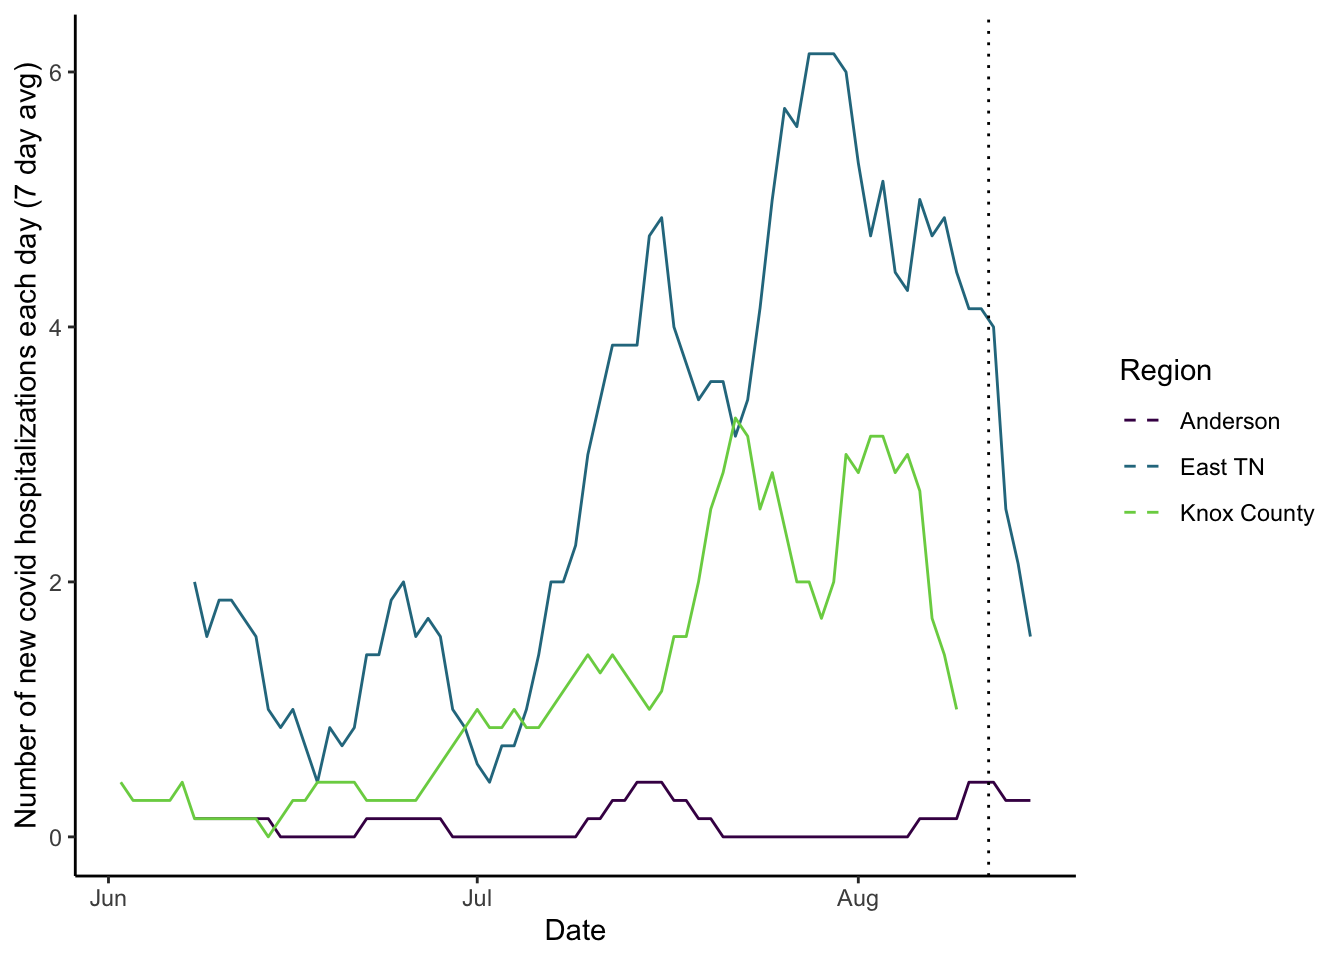 Number of new covid hospitalizations each day (7 day avg)
6
4
2
0
Jun
Jul
Aug
Date
Region
Anderson
East TN
Knox County